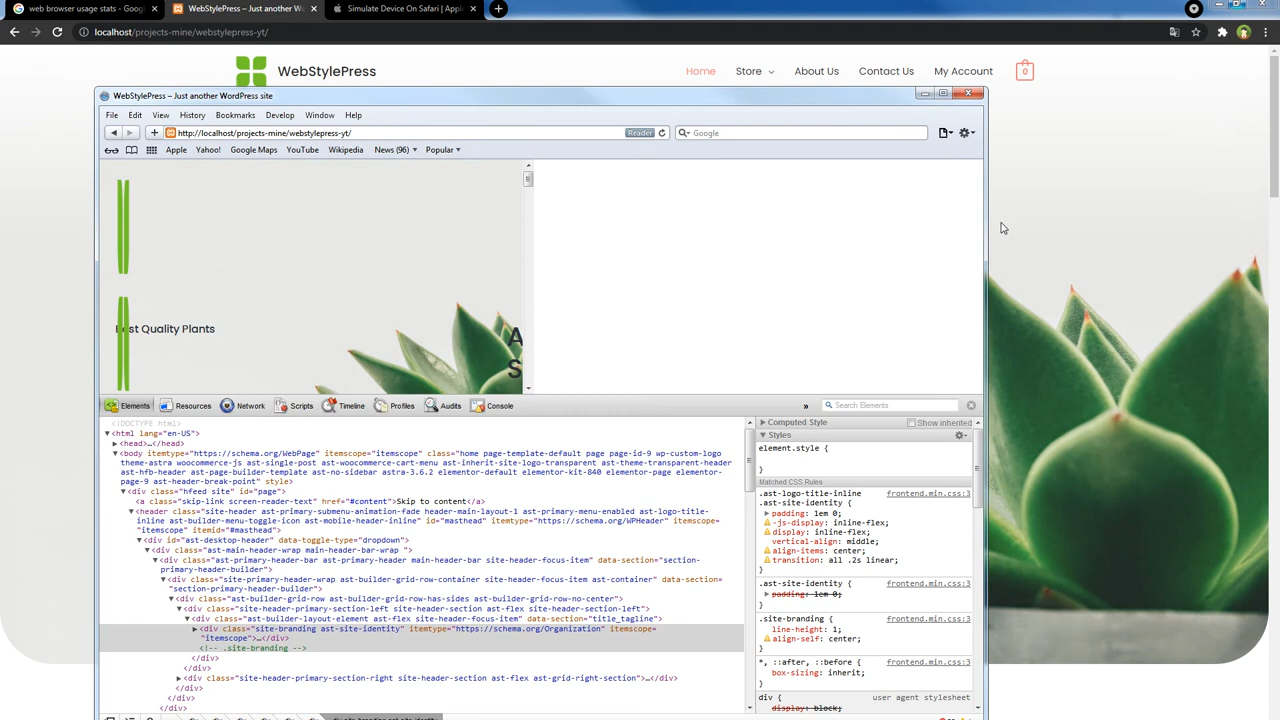 web browser usage stats - Google
WebStylePress – Just another Wo
Simulate Device On Safari | Apple
localhost/projects-mine/webstylepress-yt/
WebStylePress
Home
Store
About Us
Contact Us
My Account
0
WebStylePress – Just another WordPress site
File Edit View History Bookmarks Develop Window Help
http://localhost/projects-mine/webstylepress-yt/
Reader
Google
Apple Yahoo! Google Maps YouTube Wikipedia News (96) Popular
Best Quality Plants
A
S
Elements Resources Network Scripts Timeline Profiles Audits Console
»
Search Elements
<!DOCTYPE html>
<html lang="en-US">
<head>…</head>
<body itemtype="https://schema.org/WebPage" itemscope="itemscope" class="home page-template-default page page-id-9 wp-custom-logo
theme-astra woocommerce-js ast-single-post ast-woocommerce-cart-menu ast-inherit-site-logo-transparent ast-theme-transparent-header
ast-hfb-header ast-page-builder-template ast-no-sidebar astra-3.6.2 elementor-default elementor-kit-840 elementor-
page-9 ast-header-break-point" style>
<div class="hfeed site" id="page">
<a class="skip-link screen-reader-text" href="#content">Skip to content</a>
<header class="site-header ast-primary-submenu-animation-fade header-main-layout-1 ast-primary-menu-enabled ast-logo-title-
inline ast-builder-menu-toggle-icon ast-mobile-header-inline" id="masthead" itemtype="https://schema.org/WPHeader" itemscope=
"itemscope" itemid="#masthead">
<div id="ast-desktop-header" data-toggle-type="dropdown">
<div class="ast-main-header-wrap main-header-bar-wrap ">
<div class="ast-primary-header-bar ast-primary-header main-header-bar site-header-focus-item" data-section="section-
primary-header-builder">
<div class="site-primary-header-wrap ast-builder-grid-row-container site-header-focus-item ast-container" data-section=
"section-primary-header-builder">
<div class="ast-builder-grid-row ast-builder-grid-row-has-sides ast-builder-grid-row-no-center">
<div class="site-header-primary-section-left site-header-section ast-flex site-header-section-left">
<div class="ast-builder-layout-element ast-flex site-header-focus-item" data-section="title_tagline">
<div class="site-branding ast-site-identity" itemtype="https://schema.org/Organization" itemscope=
"itemscope">…</div>
<!-- .site-branding -->
</div>
</div>
<div class="site-header-primary-section-right site-header-section ast-flex ast-grid-right-section">…</div>
</div>
</div>
</div>
Computed Style
Show inherited
Styles
element.style {
}
Matched CSS Rules
.ast-logo-title-inline frontend.min.css:3
.ast-site-identity {
padding: 1em 0;
-js-display: inline-flex;
display: inline-flex;
vertical-align: middle;
align-items: center;
transition: all .2s linear;
}
.ast-site-identity { frontend.min.css:3
padding: 1em 0;
}
.site-branding { frontend.min.css:3
line-height: 1;
align-self: center;
}
*, ::after, ::before { frontend.min.css:3
box-sizing: inherit;
}
div { user agent stylesheet
display: block;